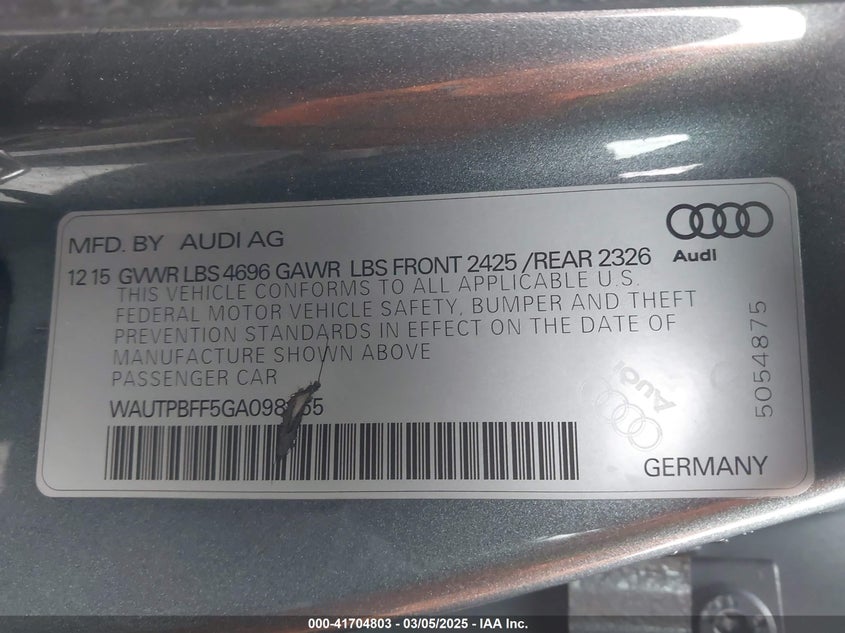 MFD. BY AUDI AG
Audi
12 15 GVWR LBS 4696 GAWR LBS FRONT 2425 /REAR 2326
THIS VEHICLE CONFORMS TO ALL APPLICABLE U.S.
FEDERAL MOTOR VEHICLE SAFETY, BUMPER AND THEFT
PREVENTION STANDARDS IN EFFECT ON THE DATE OF
MANUFACTURE SHOWN ABOVE
PASSENGER CAR
Audi
5054875
GERMANY
000-41704803 - 03/05/2025 - IAA Inc.